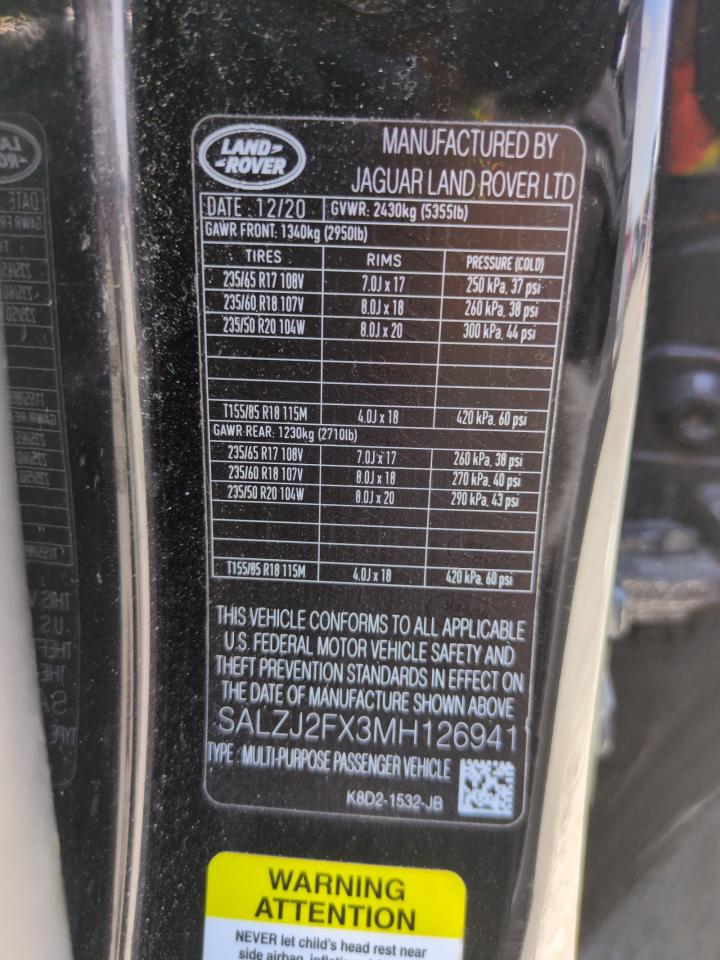 LAND ROVER
MANUFACTURED BY
JAGUAR LAND ROVER LTD
DATE : 12/20 GVWR: 2430kg (5355lb)
GAWR FRONT: 1340kg (2950lb)
TIRES RIMS PRESSURE (COLD)
235/65 R17 108V 7.0J x 17 250 kPa, 37 psi
235/60 R18 107V 8.0J x 18 260 kPa, 38 psi
235/50 R20 104W 8.0J x 20 300 kPa, 44 psi
T155/85 R18 115M 4.0J x 18 420 kPa, 60 psi
GAWR REAR: 1230kg (2710lb)
235/65 R17 108V 7.0J x 17 260 kPa, 38 psi
235/60 R18 107V 8.0J x 18 270 kPa, 40 psi
235/50 R20 104W 8.0J x 20 290 kPa, 43 psi
T155/85 R18 115M 4.0J x 18 420 kPa, 60 psi
THIS VEHICLE CONFORMS TO ALL APPLICABLE
U.S. FEDERAL MOTOR VEHICLE SAFETY AND
THEFT PREVENTION STANDARDS IN EFFECT ON
THE DATE OF MANUFACTURE SHOWN ABOVE
SALZJ2FX3MH126941
TYPE : MULTI-PURPOSE PASSENGER VEHICLE
K8D2-1532-JB
WARNING
ATTENTION
NEVER let child's head rest near
side airbag